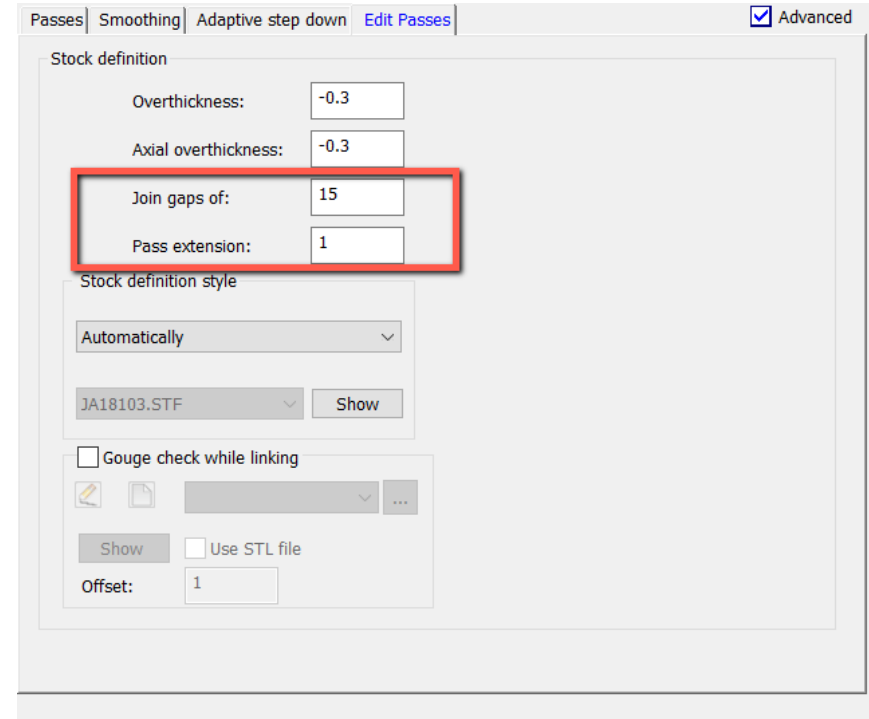 Passes Smoothing Adaptive step down Edit Passes Advanced
Stock definition
Overthickness: -0.3
Axial overthickness: -0.3
Join gaps of: 15
Pass extension: 1
Stock definition style
Automatically
JA18103.STF Show
Gouge check while linking
...
Show Use STL file
Offset: 1